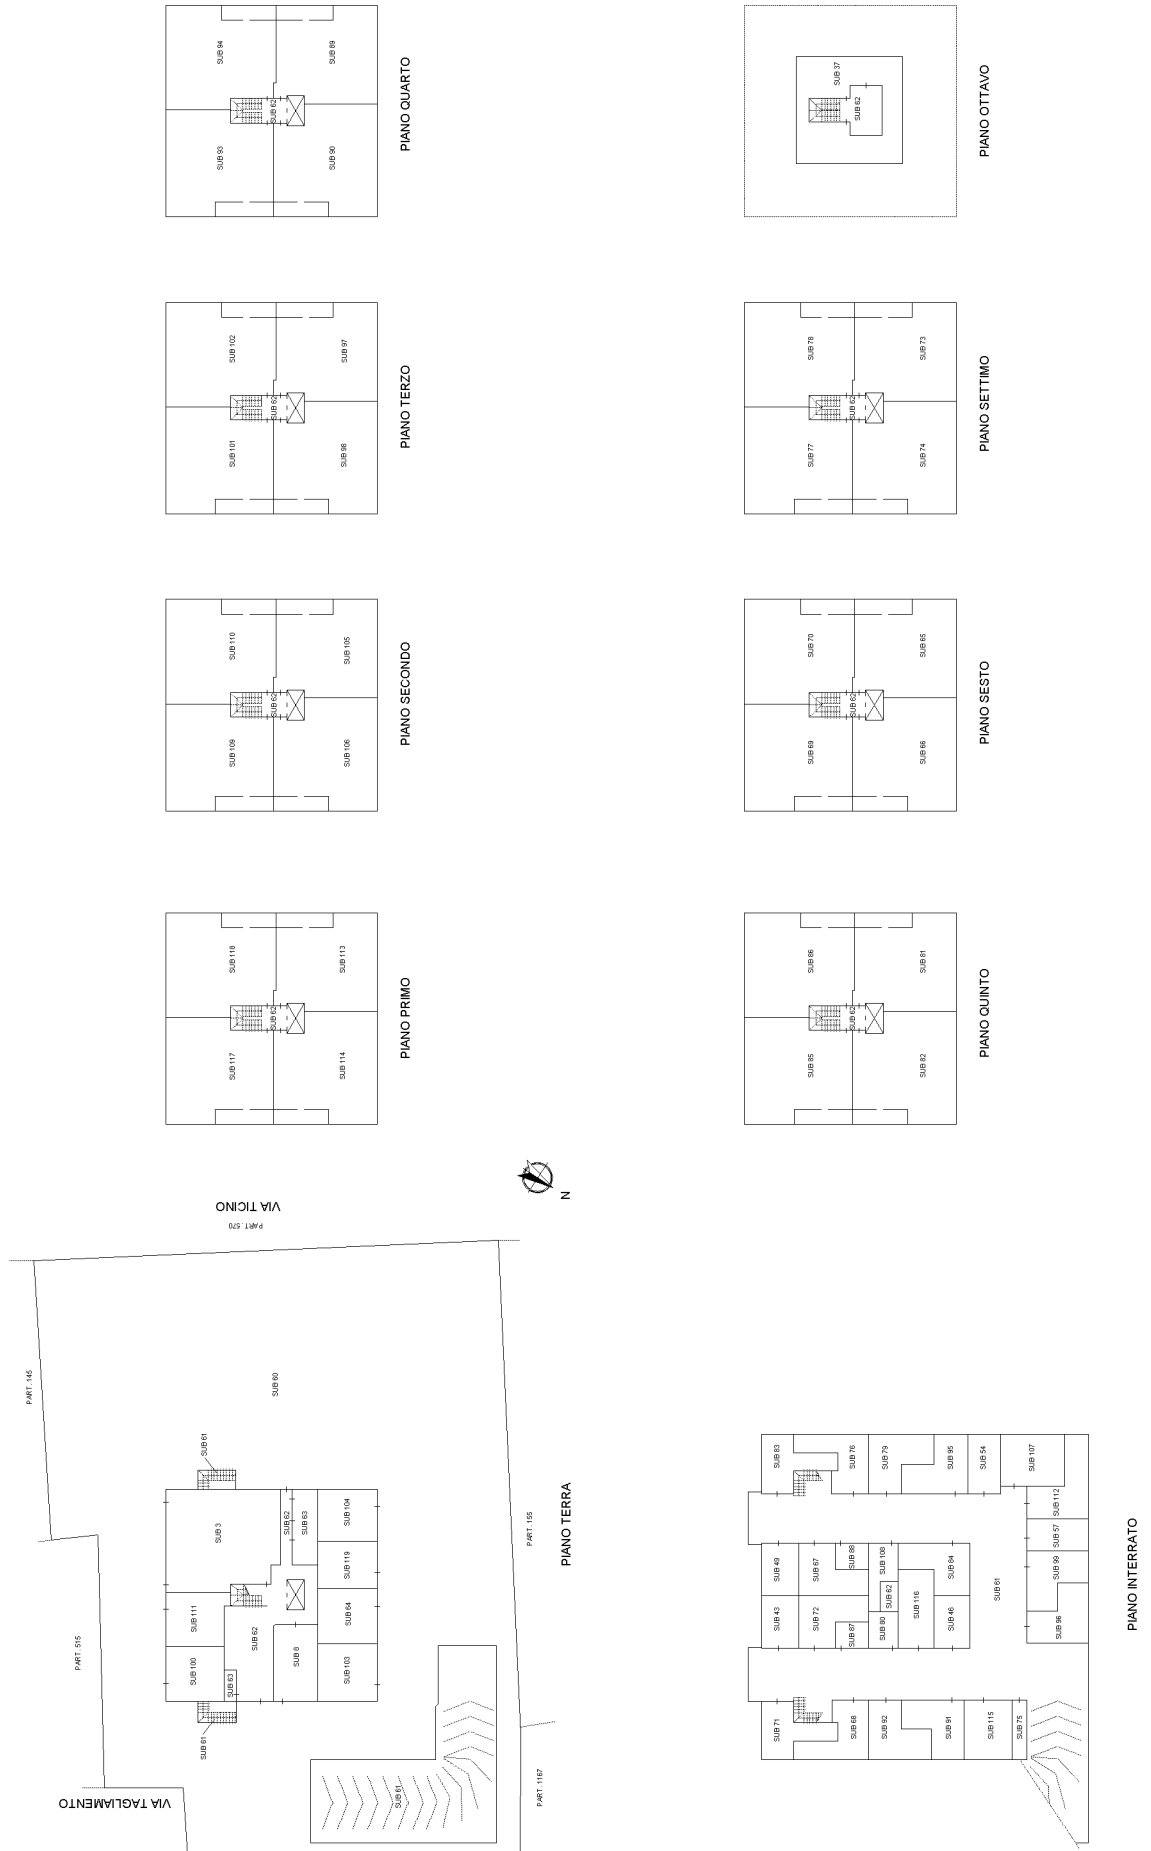 SUB 94
SUB 89
SUB 62
SUB 93
SUB 90
PIANO QUARTO
SUB 37
SUB 62
PIANO OTTAVO
SUB 102
SUB 97
SUB 62
SUB 101
SUB 98
PIANO TERZO
SUB 78
SUB 73
SUB 62
SUB 77
SUB 74
PIANO SETTIMO
SUB 110
SUB 105
SUB 62
SUB 109
SUB 106
PIANO SECONDO
SUB 70
SUB 65
SUB 62
SUB 69
SUB 66
PIANO SESTO
SUB 118
SUB 113
SUB 62
SUB 117
SUB 114
PIANO PRIMO
SUB 86
SUB 81
SUB 62
SUB 85
SUB 82
PIANO QUINTO
N
VIA TICINO
PART. 570
PART. 145
SUB 60
SUB 61
SUB 3
SUB 62
SUB 63
SUB 104
SUB 119
SUB 64
SUB 103
SUB 111
SUB 62
SUB 8
SUB 100
SUB 63
SUB 61
PART. 515
PART. 155
VIA TAGLIAMENTO
SUB 61
PART. 1167
PIANO TERRA
SUB 83
SUB 76
SUB 79
SUB 95
SUB 54
SUB 107
SUB 112
SUB 57
SUB 99
SUB 96
SUB 49
SUB 67
SUB 88
SUB 108
SUB 84
SUB 62
SUB 61
SUB 43
SUB 72
SUB 87
SUB 80
SUB 116
SUB 46
SUB 71
SUB 68
SUB 92
SUB 91
SUB 115
SUB 75
PIANO INTERRATO